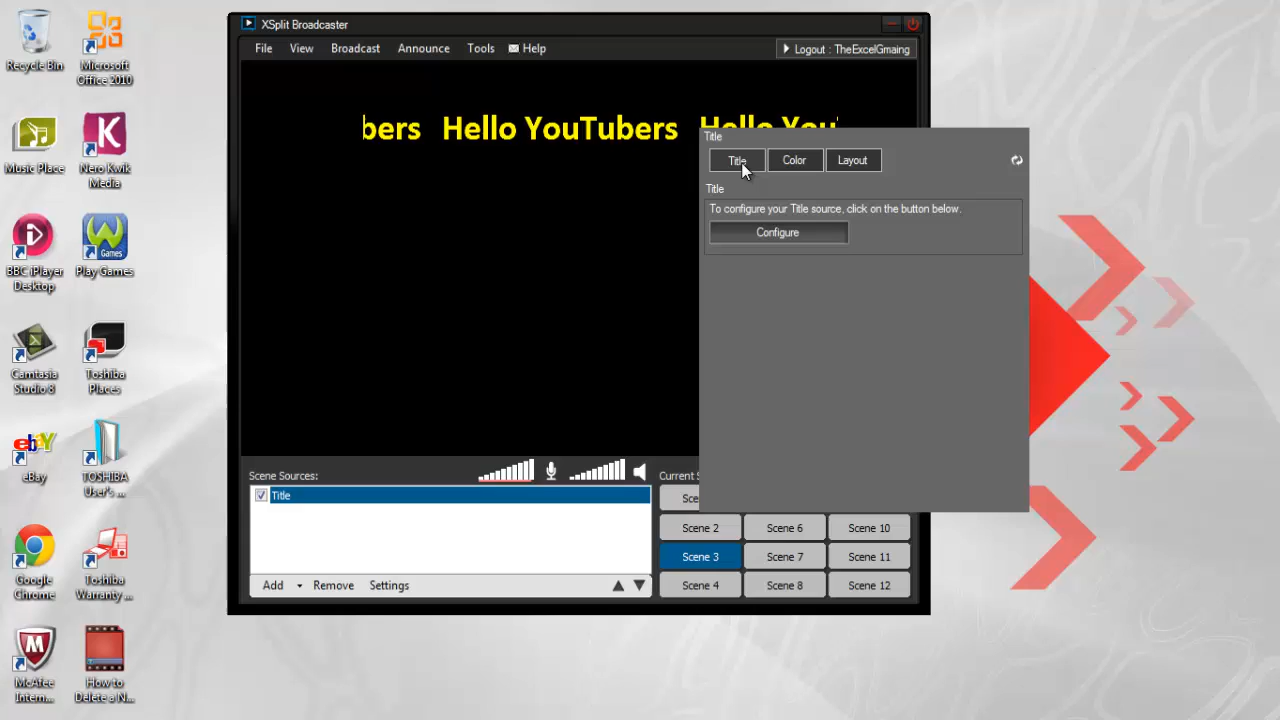 Recycle Bin
Microsoft
Office 2010
Music Place
Nero Kwik
Media
BBC iPlayer
Desktop
Games
Play Games
Camtasia
Studio 8
Toshiba
Places
eBay
TOSHIBA
User's ...
Google
Chrome
Toshiba
Warranty ...
McAfee
Intern...
How to
Delete a N...
XSplit Broadcaster
File View Broadcast Announce Tools Help
Logout : TheExcelGmaing
bers Hello YouTubers Hello You
Title
Title Color Layout
Title
To configure your Title source, click on the button below.
Configure
Scene Sources:
Title
Add Remove Settings
Current S
Sce
Scene 2 Scene 6 Scene 10
Scene 3 Scene 7 Scene 11
Scene 4 Scene 8 Scene 12